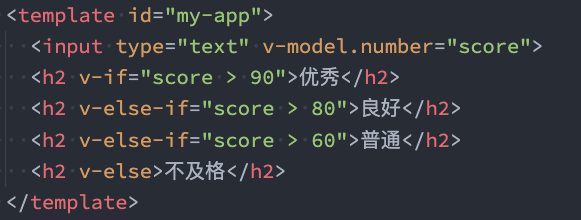 <template id="my-app">
  <input type="text" v-model.number="score">
  <h2 v-if="score > 90">优秀</h2>
  <h2 v-else-if="score > 80">良好</h2>
  <h2 v-else-if="score > 60">普通</h2>
  <h2 v-else>不及格</h2>
</template>